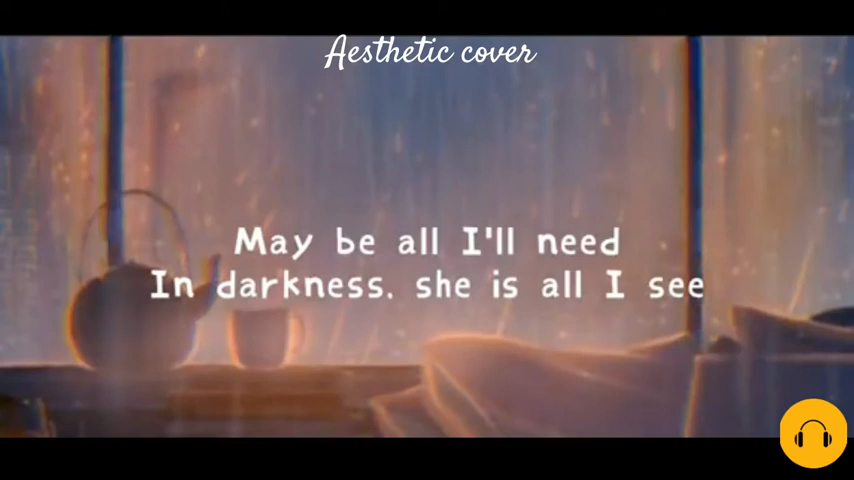 Aesthetic cover
May be all I'll need
In darkness. she is all I see